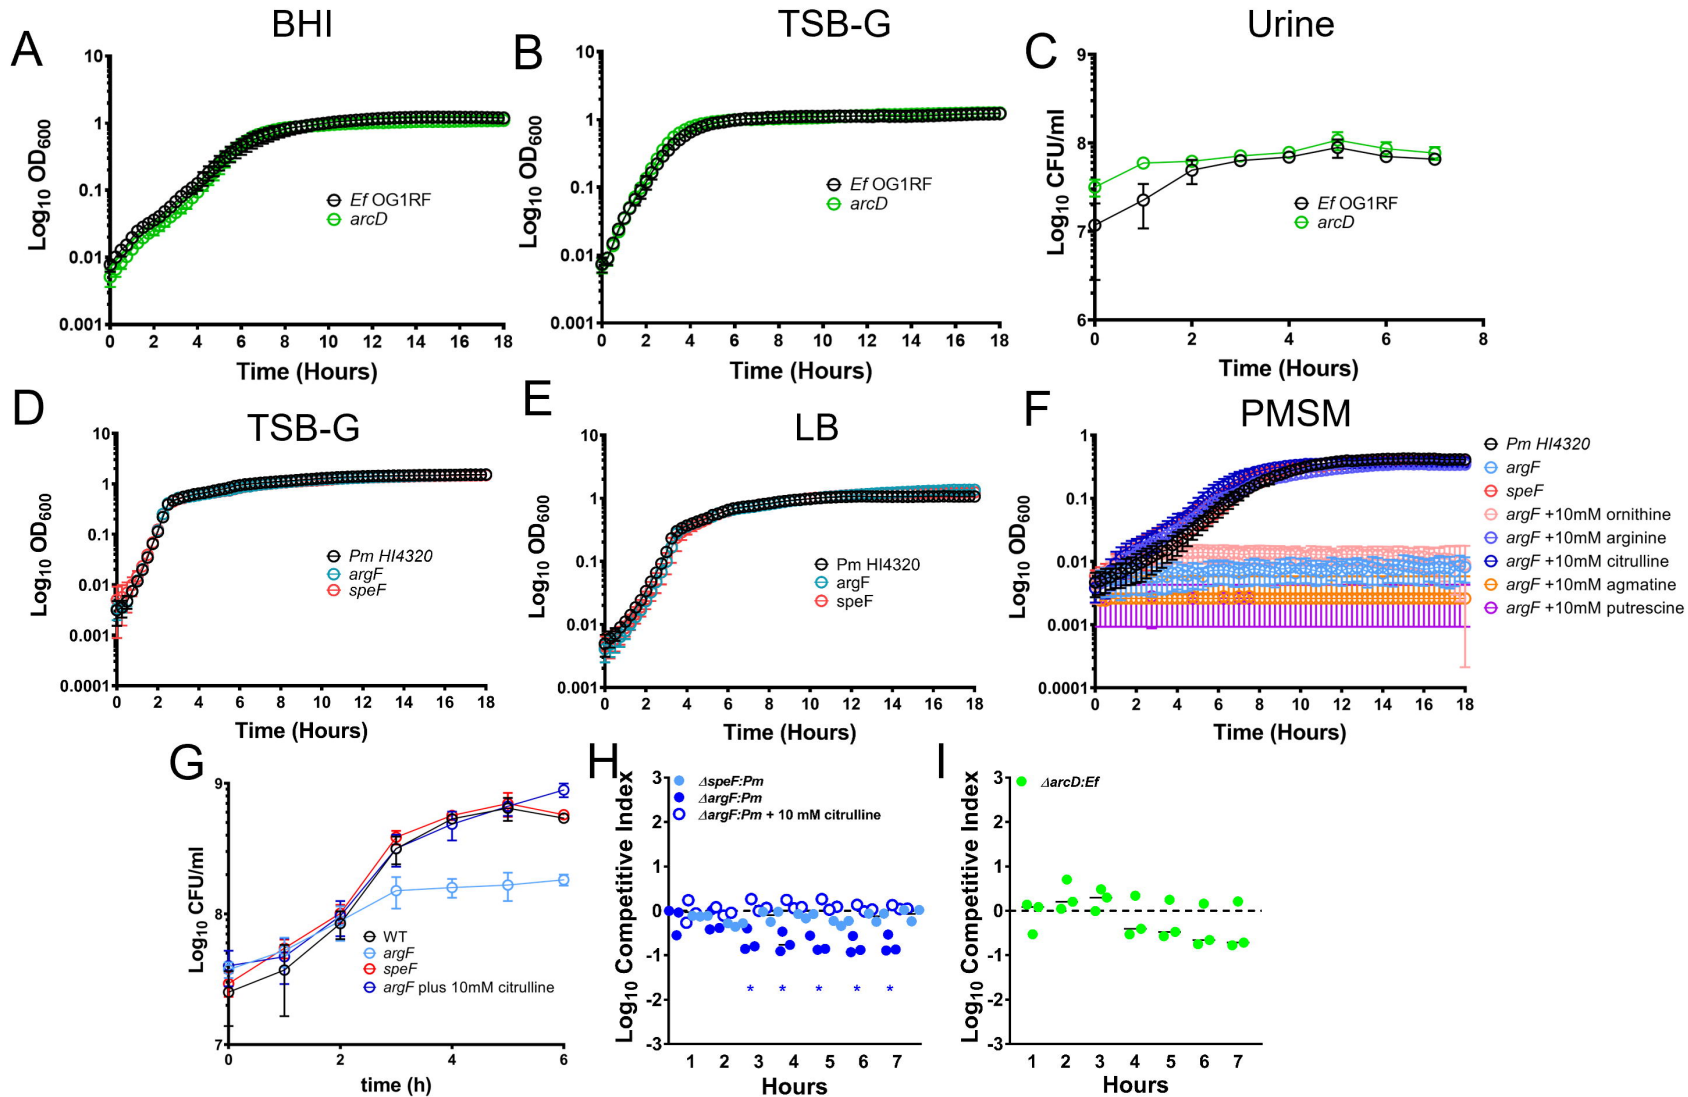 A
BHI
10
1
0.1
0.01
0.001
Log10 OD600
Ef OG1RF
arcD
0 2 4 6 8 10 12 14 16 18
Time (Hours)
B
TSB-G
10
1
0.1
0.01
0.001
Log10 OD600
Ef OG1RF
arcD
0 2 4 6 8 10 12 14 16 18
Time (Hours)
C
Urine
9
8
7
6
Log10 CFU/ml
Ef OG1RF
arcD
0 2 4 6 8
Time (Hours)
D
TSB-G
10
1
0.1
0.01
0.001
0.0001
Log10 OD600
Pm HI4320
argF
speF
0 2 4 6 8 10 12 14 16 18
Time (Hours)
E
LB
10
1
0.1
0.01
0.001
Log10 OD600
Pm HI4320
argF
speF
0 2 4 6 8 10 12 14 16 18
Time (Hours)
F
PMSM
1
0.1
0.01
0.001
0.0001
Log10 OD600
Pm HI4320
argF
speF
argF +10mM ornithine
argF +10mM arginine
argF +10mM citrulline
argF +10mM agmatine
argF +10mM putrescine
0 2 4 6 8 10 12 14 16 18
Time (Hours)
G
9
8
7
Log10 CFU/ml
WT
argF
speF
argF plus 10mM citrulline
0 2 4 6
time (h)
H
3
2
1
0
-1
-2
-3
Log10 Competitive Index
ΔspeF:Pm
ΔargF:Pm
ΔargF:Pm + 10 mM citrulline
* * * * *
1 2 3 4 5 6 7
Hours
I
3
2
1
0
-1
-2
-3
Log10 Competitive Index
ΔarcD:Ef
1 2 3 4 5 6 7
Hours